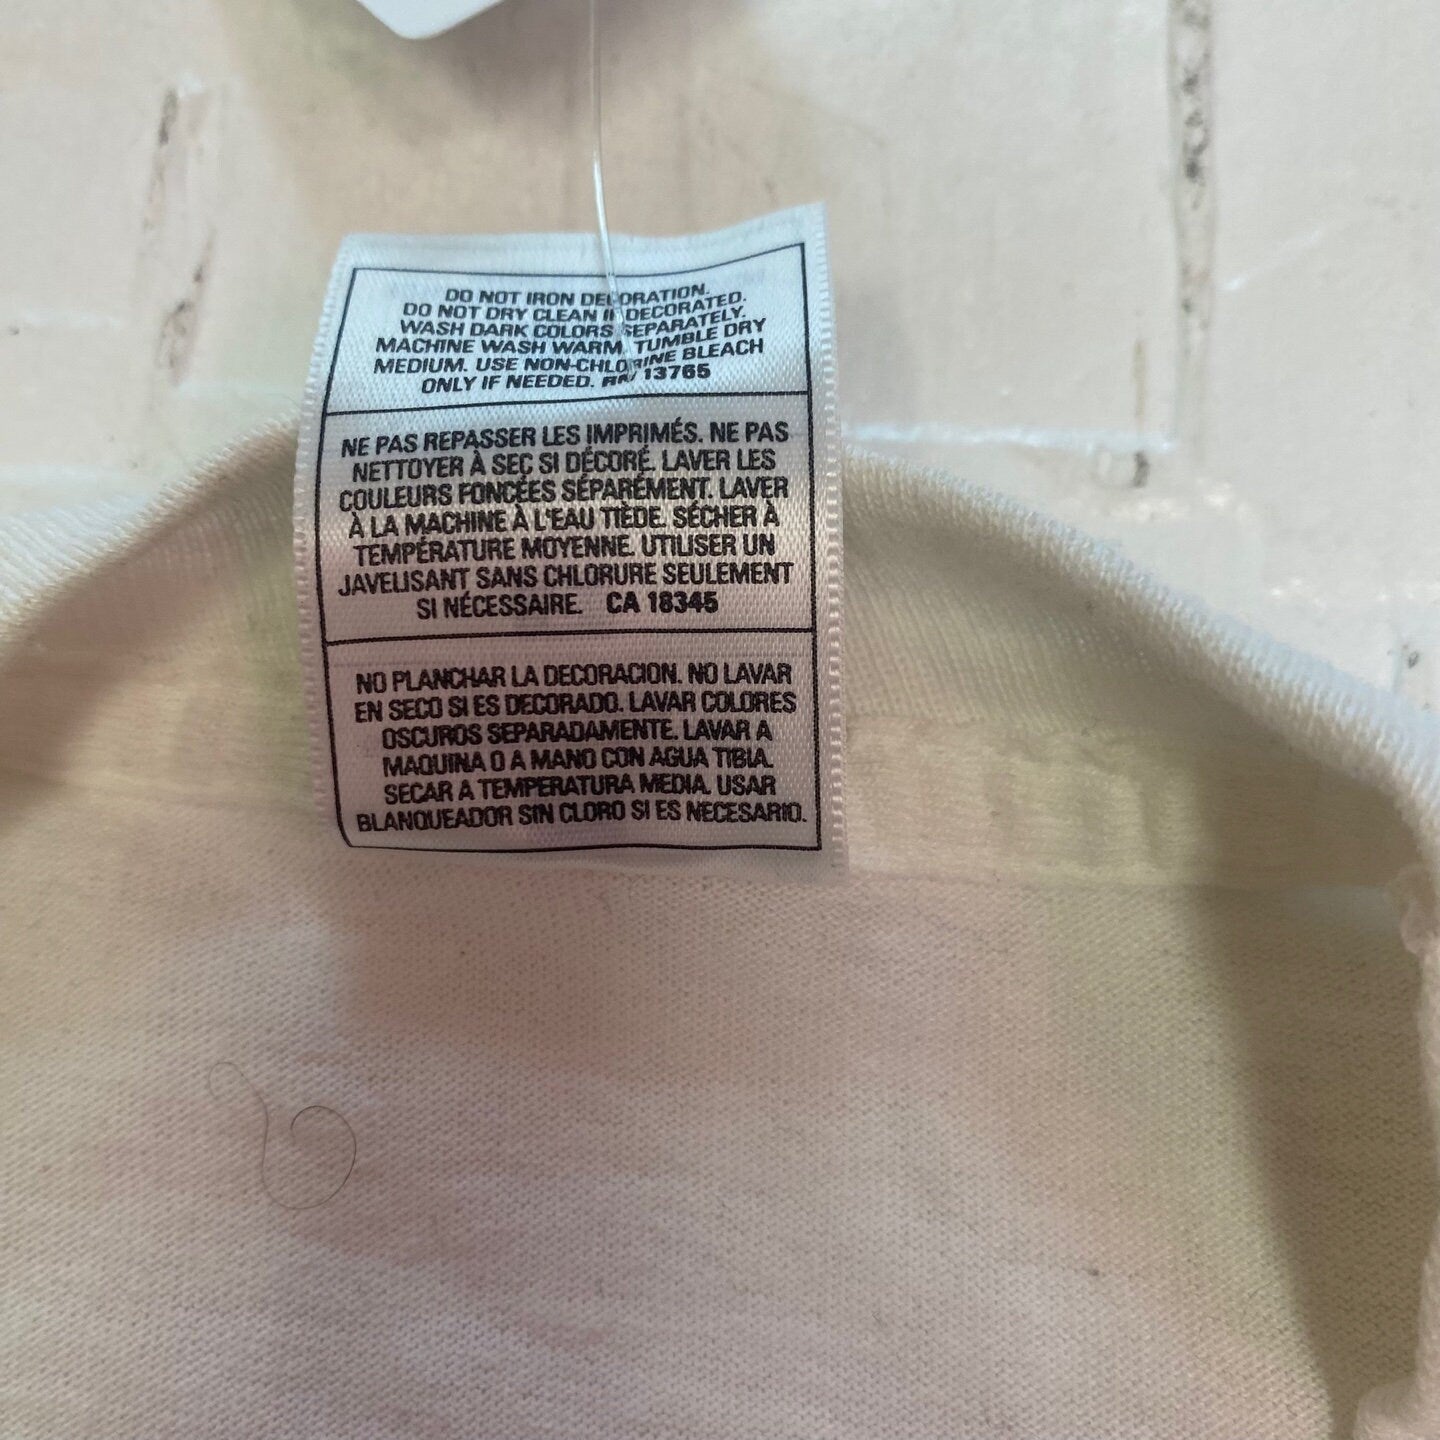 DO NOT IRON DECORATION.
DO NOT DRY CLEAN IF DECORATED.
WASH DARK COLORS SEPARATELY.
MACHINE WASH WARM, TUMBLE DRY
MEDIUM. USE NON-CHLORINE BLEACH
ONLY IF NEEDED. RN 13765
NE PAS REPASSER LES IMPRIMÉS. NE PAS
NETTOYER À SEC SI DÉCORÉ. LAVER LES
COULEURS FONCÉES SÉPARÉMENT. LAVER
À LA MACHINE À L'EAU TIÈDE. SÉCHER À
TEMPÉRATURE MOYENNE. UTILISER UN
JAVELISANT SANS CHLORURE SEULEMENT
SI NÉCESSAIRE. CA 18345
NO PLANCHAR LA DECORACION. NO LAVAR
EN SECO SI ES DECORADO. LAVAR COLORES
OSCUROS SEPARADAMENTE. LAVAR A
MAQUINA O A MANO CON AGUA TIBIA.
SECAR A TEMPERATURA MEDIA. USAR
BLANQUEADOR SIN CLORO SI ES NECESARIO.